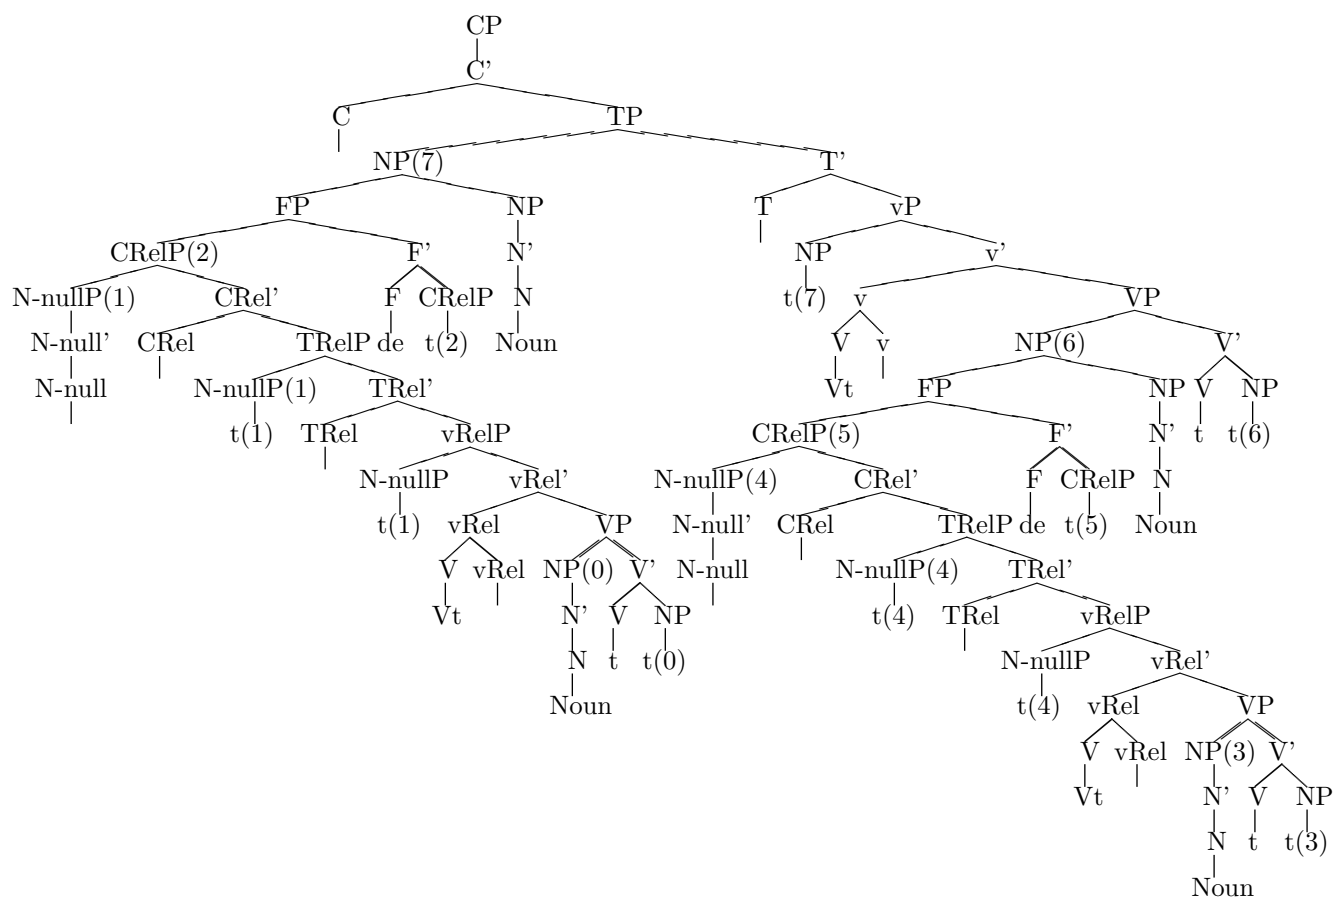 CP
C'
C TP
NP(7) T'
FP NP T vP
CRelP(2) F' N' NP v'
N-nullP(1) CRel' F CRelP N t(7) v VP
N-null' CRel TRelP de t(2) Noun V v NP(6) V'
N-null N-nullP(1) TRel' Vt FP NP V NP
t(1) TRel vRelP CRelP(5) F' N' t t(6)
N-nullP vRel' N-nullP(4) CRel' F CRelP N
t(1) vRel VP N-null' CRel TRelP de t(5) Noun
V vRel NP(0) V' N-null N-nullP(4) TRel'
Vt N' V NP t(4) TRel vRelP
N t t(0) N-nullP vRel'
Noun t(4) vRel VP
V vRel NP(3) V'
Vt N' V NP
N t t(3)
Noun